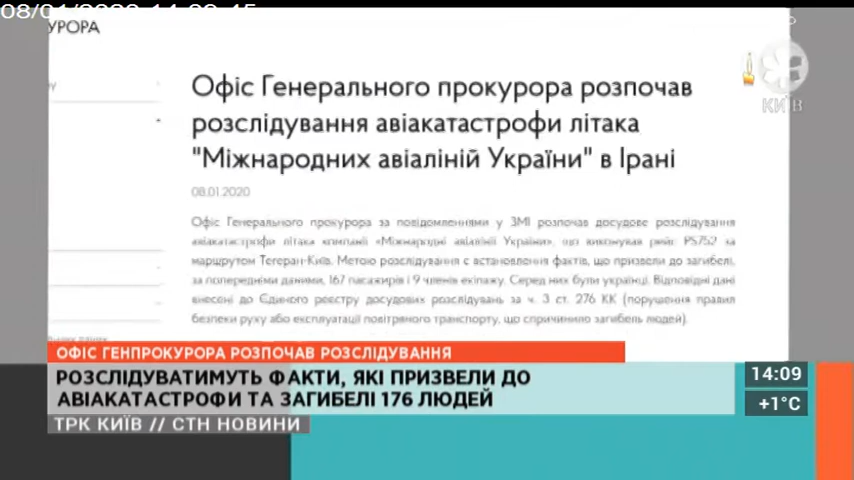 УРОРА
КИЇВ
Офіс Генерального прокурора розпочав
розслідування авіакатастрофи літака
"Міжнародних авіаліній України" в Ірані
08.01.2020
Офіс Генерального прокурора за повідомленнями у ЗМІ розпочав досудове розслідування
авіакатастрофи літака компанії «Міжнародні авіалінії України», що виконував рейс PS752 за
маршрутом Тегеран-Київ. Метою розслідування є встановлення фактів, що призвели до загибелі,
за попередніми даними, 167 пасажирів і 9 членів екіпажу. Серед них були українці. Відповідні дані
внесені до Єдиного реєстру досудових розслідувань за ч. 3 ст. 276 КК (порушення правил
безпеки руху або експлуатації повітряного транспорту, що спричинило загибель людей).
ОФІС ГЕНПРОКУРОРА РОЗПОЧАВ РОЗСЛІДУВАННЯ
РОЗСЛІДУВАТИМУТЬ ФАКТИ, ЯКІ ПРИЗВЕЛИ ДО
АВІАКАТАСТРОФИ ТА ЗАГИБЕЛІ 176 ЛЮДЕЙ
14:09
+1°C
ТРК КИЇВ // СТН НОВИНИ